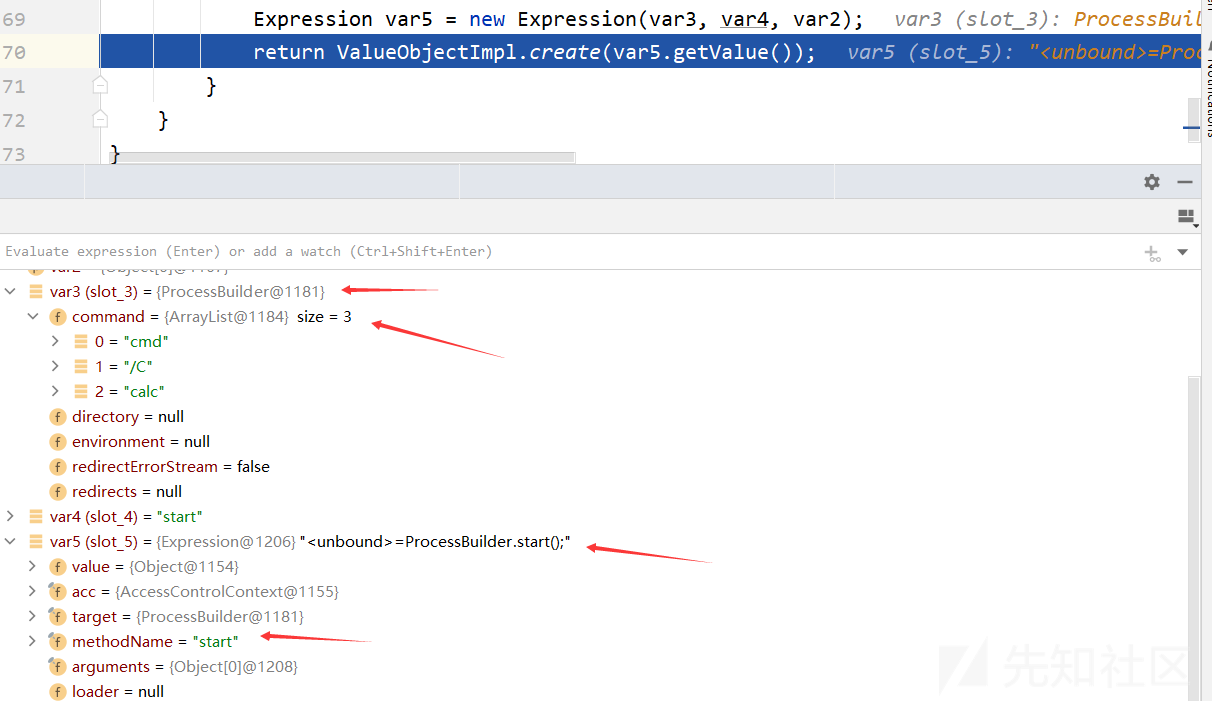 69 Expression var5 = new Expression(var3, var4, var2); var3 (slot_3): ProcessBuil
70 return ValueObjectImpl.create(var5.getValue()); var5 (slot_5): "<unbound>=Proc
71 }
72 }
73 }
Notifications
Evaluate expression (Enter) or add a watch (Ctrl+Shift+Enter)
var3 (slot_3) = {ProcessBuilder@1181}
command = {ArrayList@1184} size = 3
0 = "cmd"
1 = "/C"
2 = "calc"
directory = null
environment = null
redirectErrorStream = false
redirects = null
var4 (slot_4) = "start"
var5 (slot_5) = {Expression@1206} "<unbound>=ProcessBuilder.start();"
value = {Object@1154}
acc = {AccessControlContext@1155}
target = {ProcessBuilder@1181}
methodName = "start"
arguments = {Object[0]@1208}
loader = null
先知社区